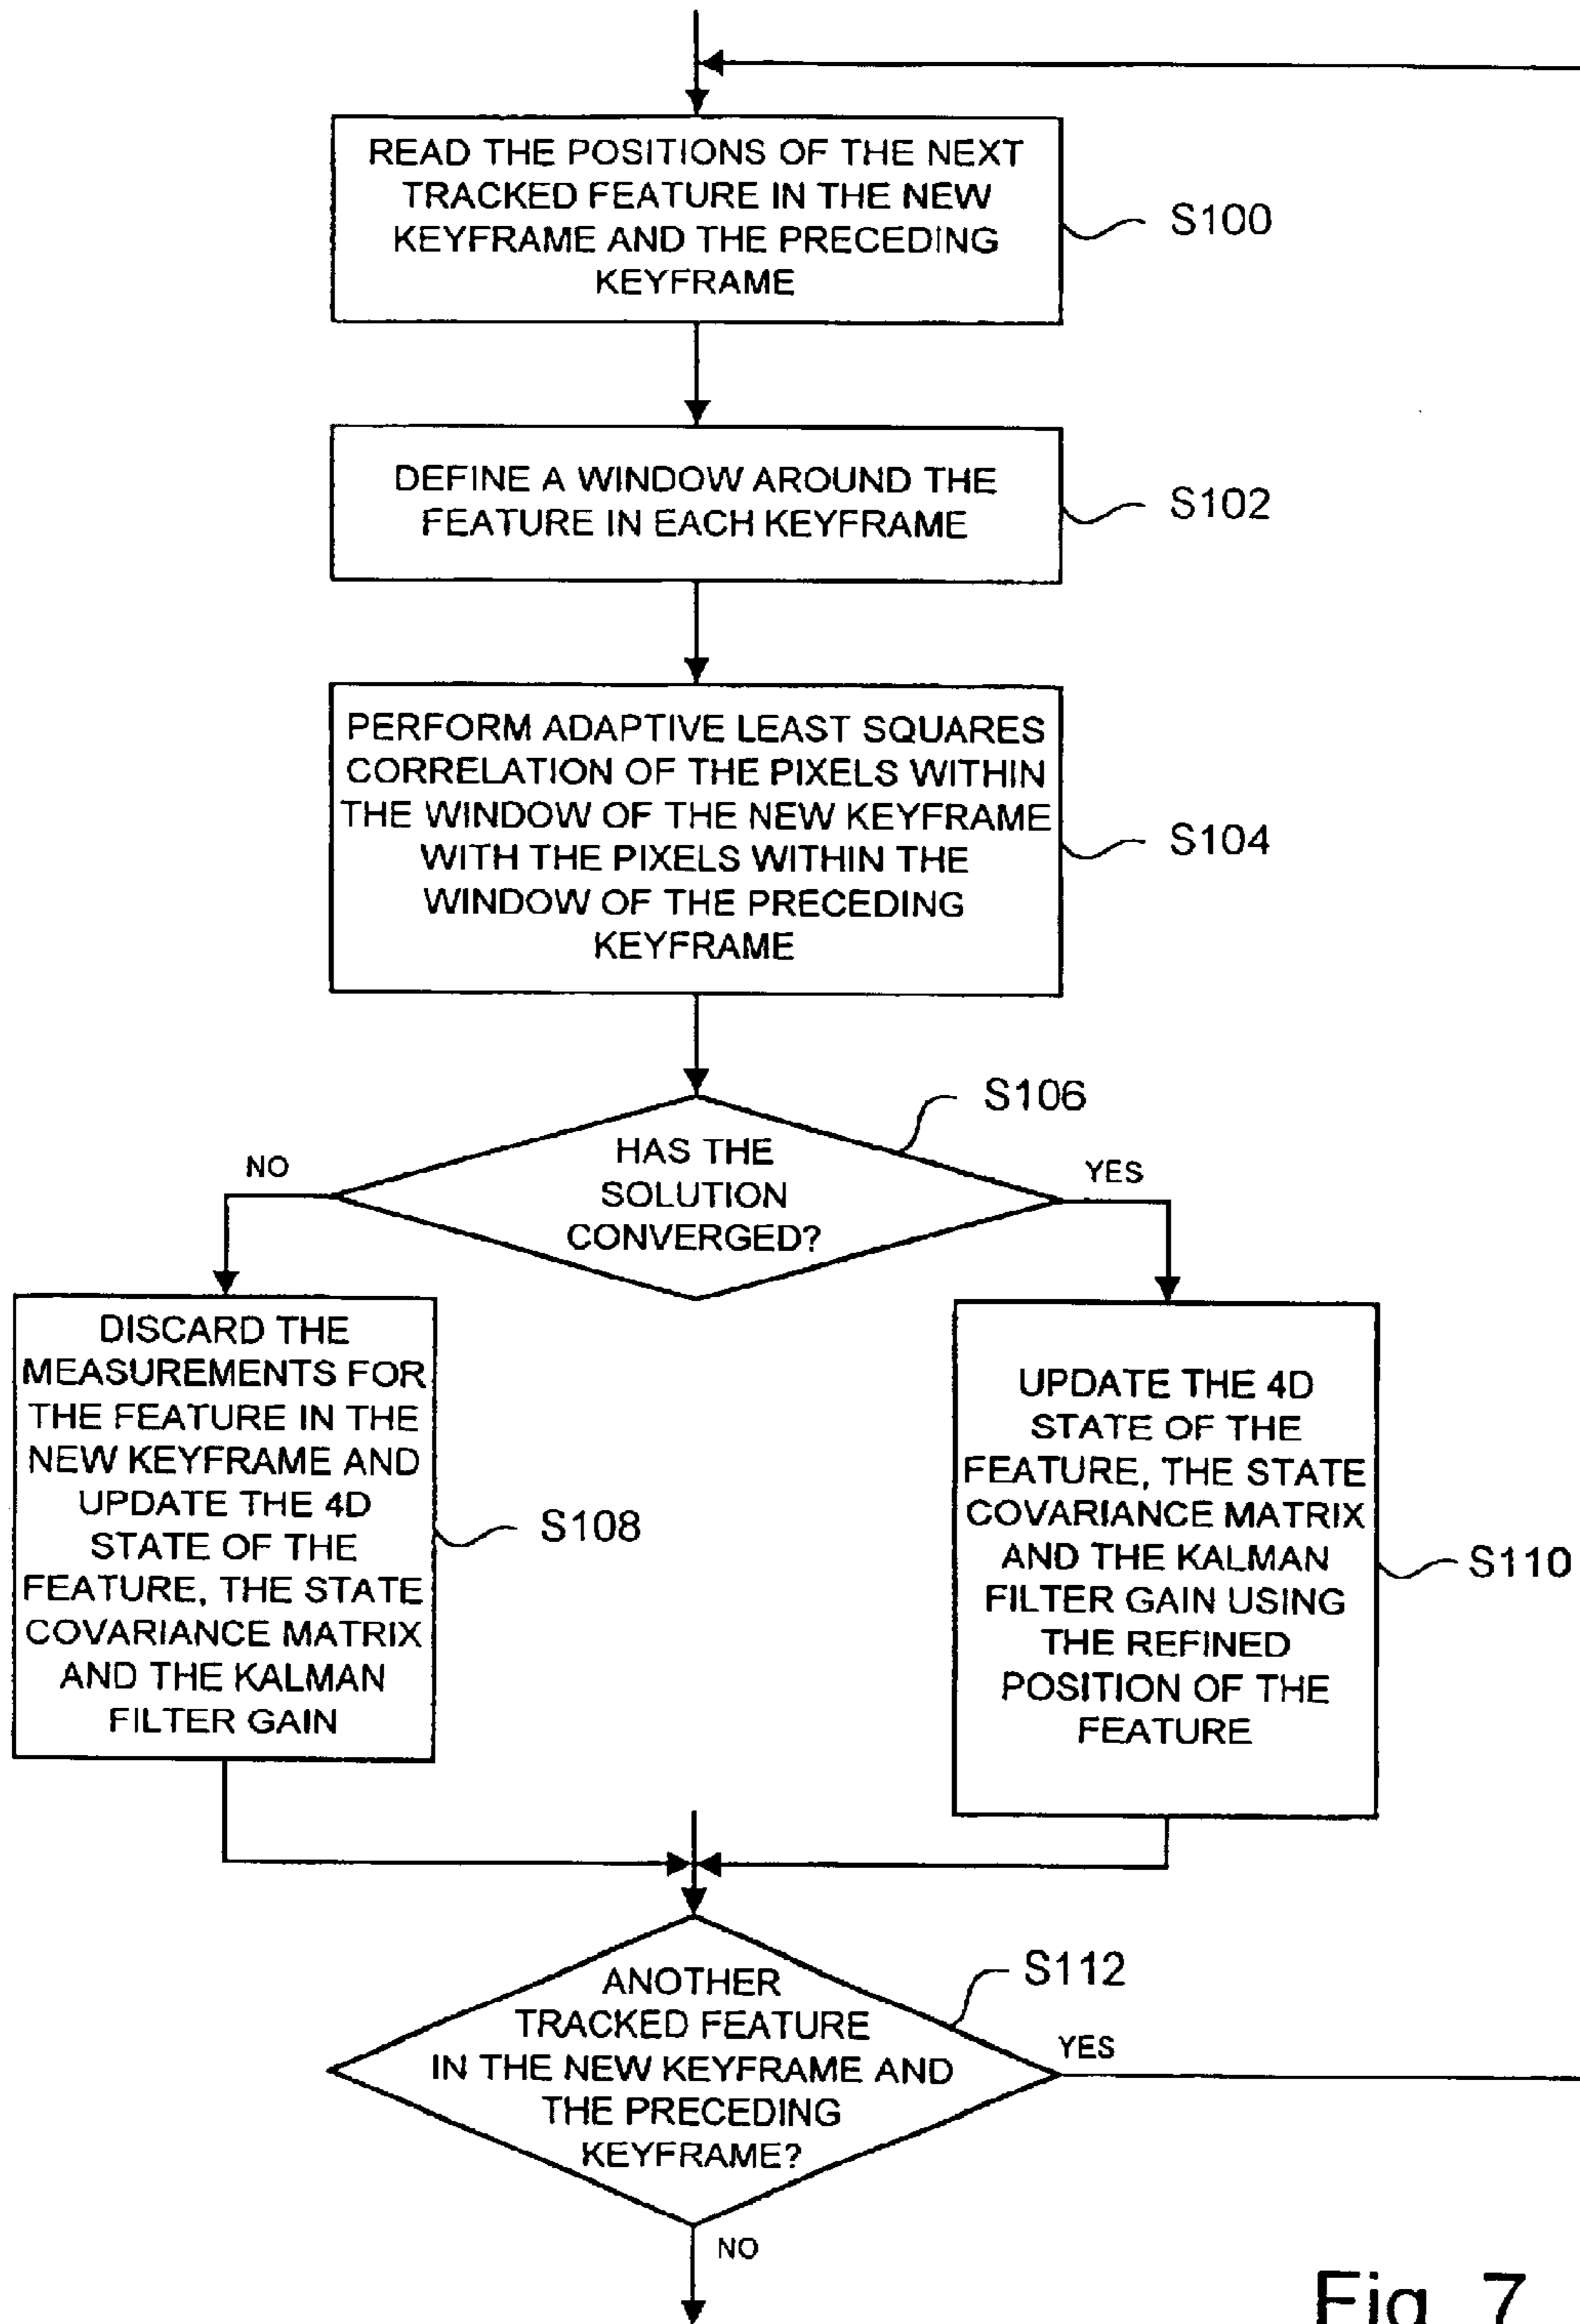 READ THE POSITIONS OF THE NEXT
TRACKED FEATURE IN THE NEW
KEYFRAME AND THE PRECEDING
KEYFRAME
S100
DEFINE A WINDOW AROUND THE
FEATURE IN EACH KEYFRAME
S102
PERFORM ADAPTIVE LEAST SQUARES
CORRELATION OF THE PIXELS WITHIN
THE WINDOW OF THE NEW KEYFRAME
WITH THE PIXELS WITHIN THE
WINDOW OF THE PRECEDING
KEYFRAME
S104
S106
HAS THE
SOLUTION
CONVERGED?
NO
YES
DISCARD THE
MEASUREMENTS FOR
THE FEATURE IN THE
NEW KEYFRAME AND
UPDATE THE 4D
STATE OF THE
FEATURE, THE STATE
COVARIANCE MATRIX
AND THE KALMAN
FILTER GAIN
S108
UPDATE THE 4D
STATE OF THE
FEATURE, THE STATE
COVARIANCE MATRIX
AND THE KALMAN
FILTER GAIN USING
THE REFINED
POSITION OF THE
FEATURE
S110
ANOTHER
TRACKED FEATURE
IN THE NEW KEYFRAME AND
THE PRECEDING
KEYFRAME?
S112
YES
NO
Fig. 7